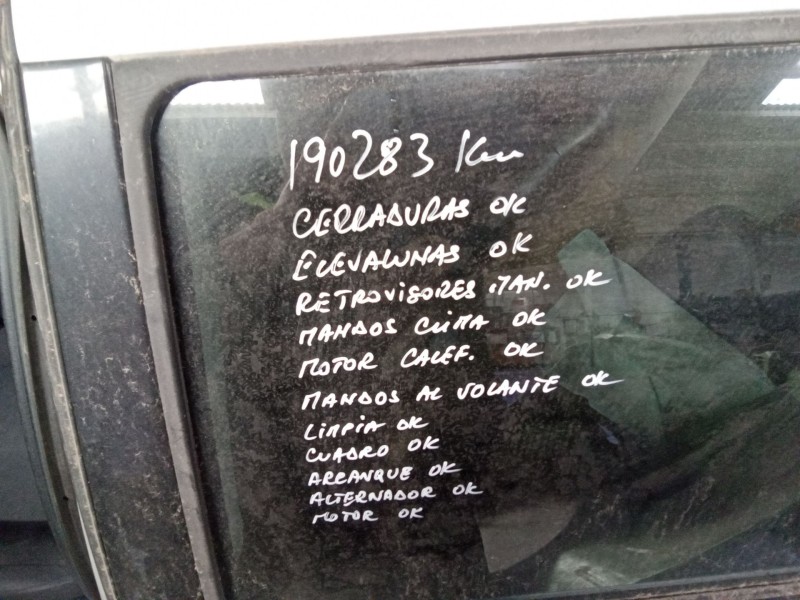 190283 Km
CERRADURAS OK
ELEVALUNAS OK
RETROVISORES MAN. OK
MANDOS CLIMA OK
MOTOR CALEF. OK
MANDOS AL VOLANTE OK
LIMPIA OK
CUADRO OK
ARRANQUE OK
ALTERNADOR OK
MOTOR OK